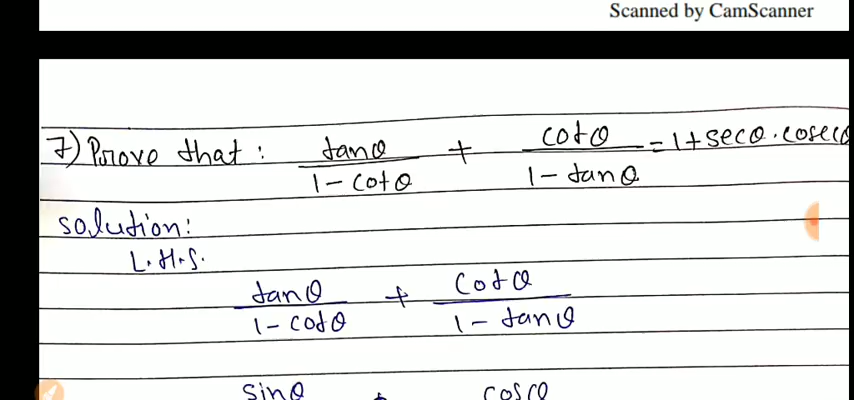 Scanned by CamScanner
7) Prove that : tanθ / 1 - cotθ + cotθ / 1 - tanθ = 1 + secθ . cosecθ
solution:
L.H.S.
tanθ / 1 - cotθ + cotθ / 1 - tanθ
sinθ + cosθ